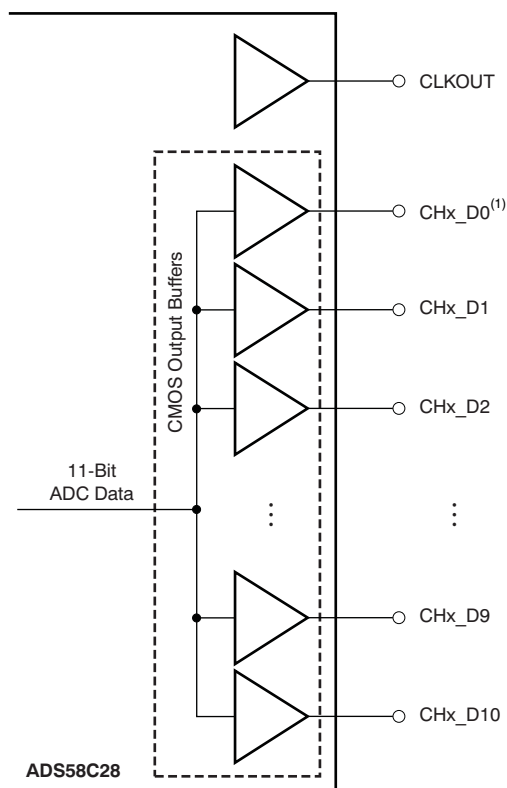 CLKOUT
CHx_D0(1)
CMOS Output Buffers
CHx_D1
CHx_D2
11-Bit
ADC Data
CHx_D9
CHx_D10
ADS58C28